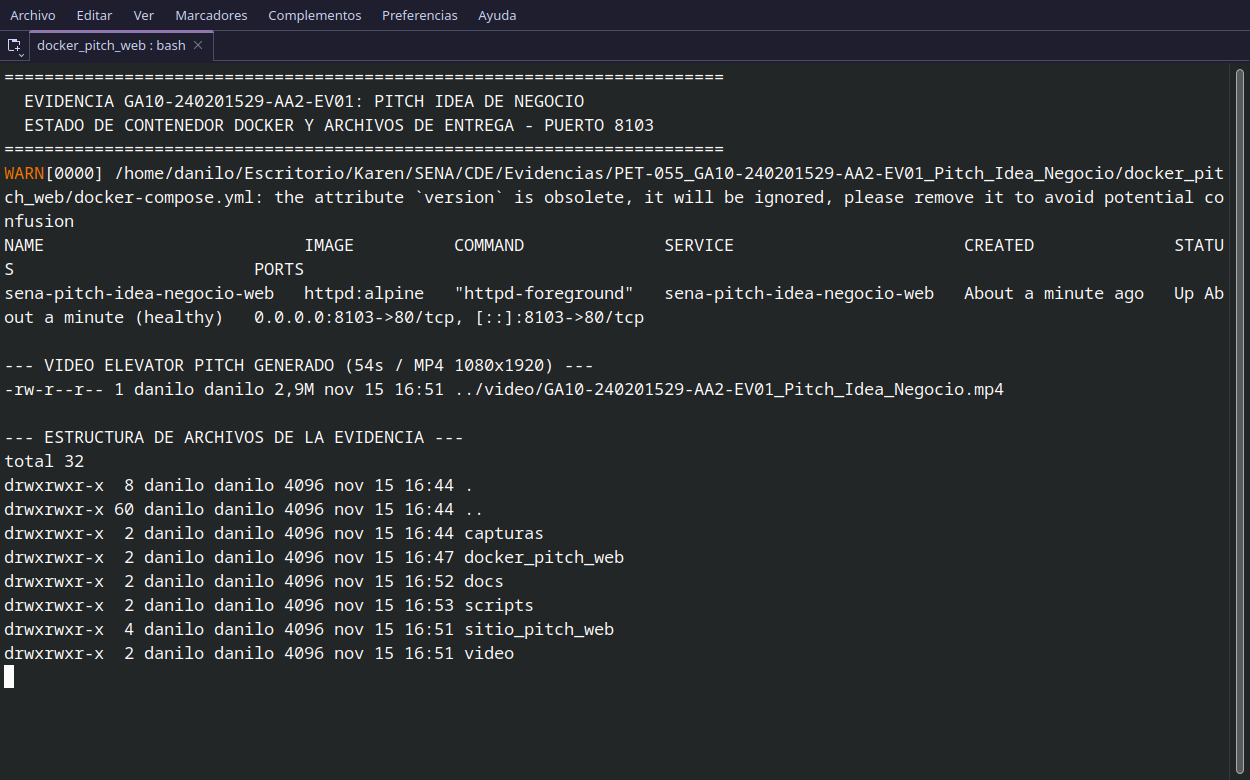 Archivo Editar Ver Marcadores Complementos Preferencias Ayuda
docker_pitch_web : bash
========================================================================
  EVIDENCIA GA10-240201529-AA2-EV01: PITCH IDEA DE NEGOCIO
  ESTADO DE CONTENEDOR DOCKER Y ARCHIVOS DE ENTREGA - PUERTO 8103
========================================================================
WARN[0000] /home/danilo/Escritorio/Karen/SENA/CDE/Evidencias/PET-055_GA10-240201529-AA2-EV01_Pitch_Idea_Negocio/docker_pit
ch_web/docker-compose.yml: the attribute `version` is obsolete, it will be ignored, please remove it to avoid potential co
nfusion
NAME                          IMAGE          COMMAND              SERVICE                       CREATED              STATU
S                        PORTS
sena-pitch-idea-negocio-web   httpd:alpine   "httpd-foreground"   sena-pitch-idea-negocio-web   About a minute ago   Up Ab
out a minute (healthy)   0.0.0.0:8103->80/tcp, [::]:8103->80/tcp
--- VIDEO ELEVATOR PITCH GENERADO (54s / MP4 1080x1920) ---
-rw-r--r-- 1 danilo danilo 2,9M nov 15 16:51 ../video/GA10-240201529-AA2-EV01_Pitch_Idea_Negocio.mp4
--- ESTRUCTURA DE ARCHIVOS DE LA EVIDENCIA ---
total 32
drwxrwxr-x  8 danilo danilo 4096 nov 15 16:44 .
drwxrwxr-x 60 danilo danilo 4096 nov 15 16:44 ..
drwxrwxr-x  2 danilo danilo 4096 nov 15 16:44 capturas
drwxrwxr-x  2 danilo danilo 4096 nov 15 16:47 docker_pitch_web
drwxrwxr-x  2 danilo danilo 4096 nov 15 16:52 docs
drwxrwxr-x  2 danilo danilo 4096 nov 15 16:53 scripts
drwxrwxr-x  4 danilo danilo 4096 nov 15 16:51 sitio_pitch_web
drwxrwxr-x  2 danilo danilo 4096 nov 15 16:51 video